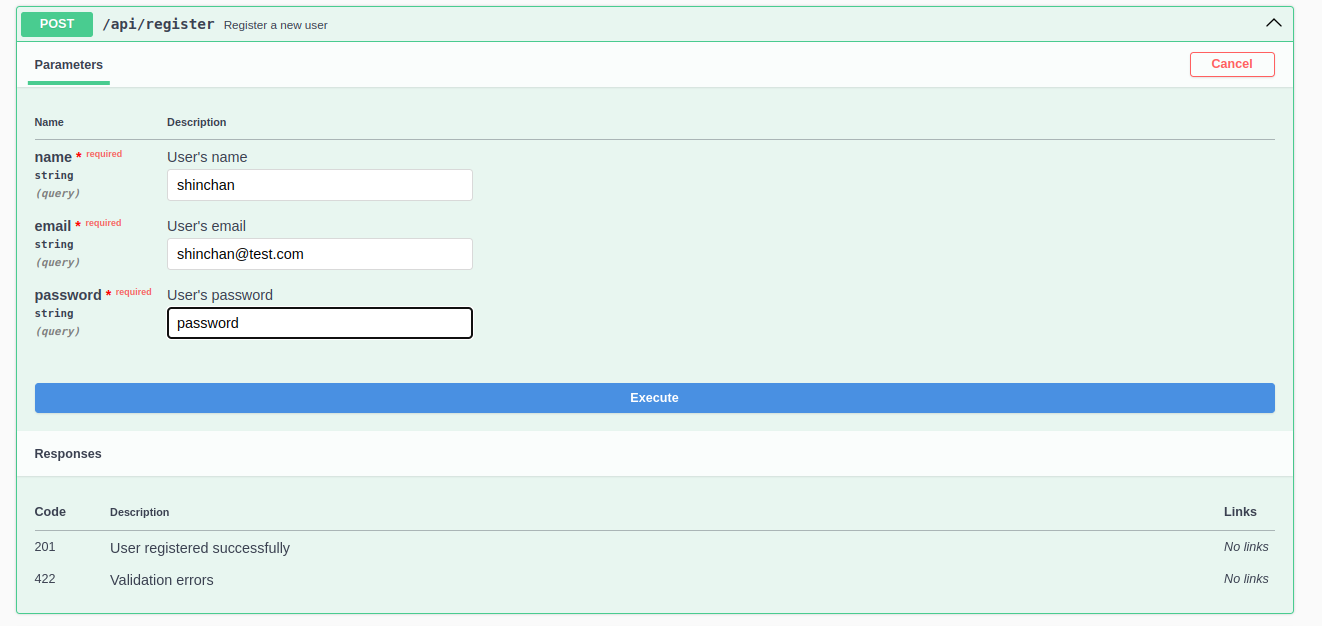 POST /api/register Register a new user
Parameters Cancel
Name Description
name * required User's name
string shinchan
(query)
email * required User's email
string shinchan@test.com
(query)
password * required User's password
string password
(query)
Execute
Responses
Code Description Links
201 User registered successfully No links
422 Validation errors No links